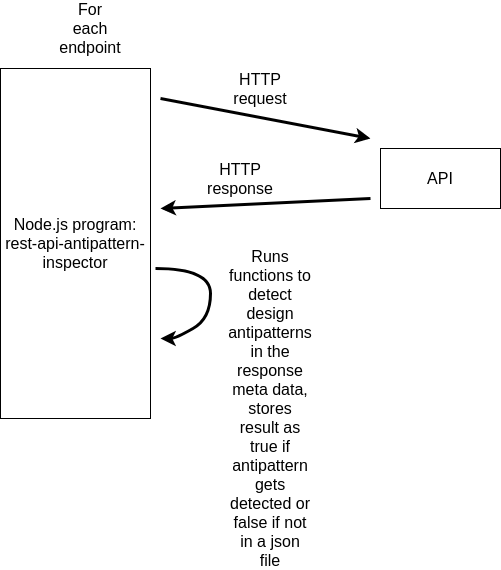 For
each
endpoint
HTTP
request
HTTP
response
API
Node.js program:
rest-api-antipattern-
inspector
Runs
functions to
detect
design
antipatterns
in the
response
meta data,
stores
result as
true if
antipattern
gets
detected or
false if not
in a json
file